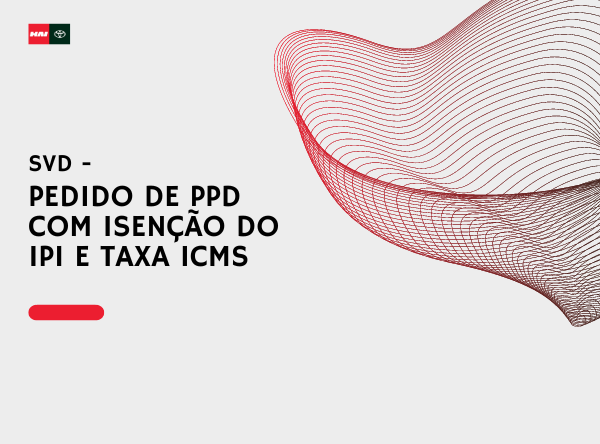 SVD -
PEDIDO DE PPD
COM ISENÇÃO DO
IPI E TAXA ICMS